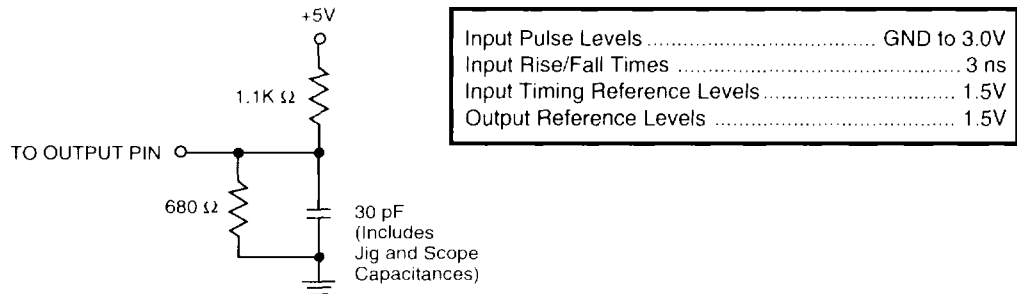 +5V
1.1K Ω
TO OUTPUT PIN
680 Ω
30 pF
(Includes
Jig and Scope
Capacitances)
Input Pulse Levels ........................................ GND to 3.0V
Input Rise/Fall Times ................................................. 3 ns
Input Timing Reference Levels ................................ 1.5V
Output Reference Levels ......................................... 1.5V